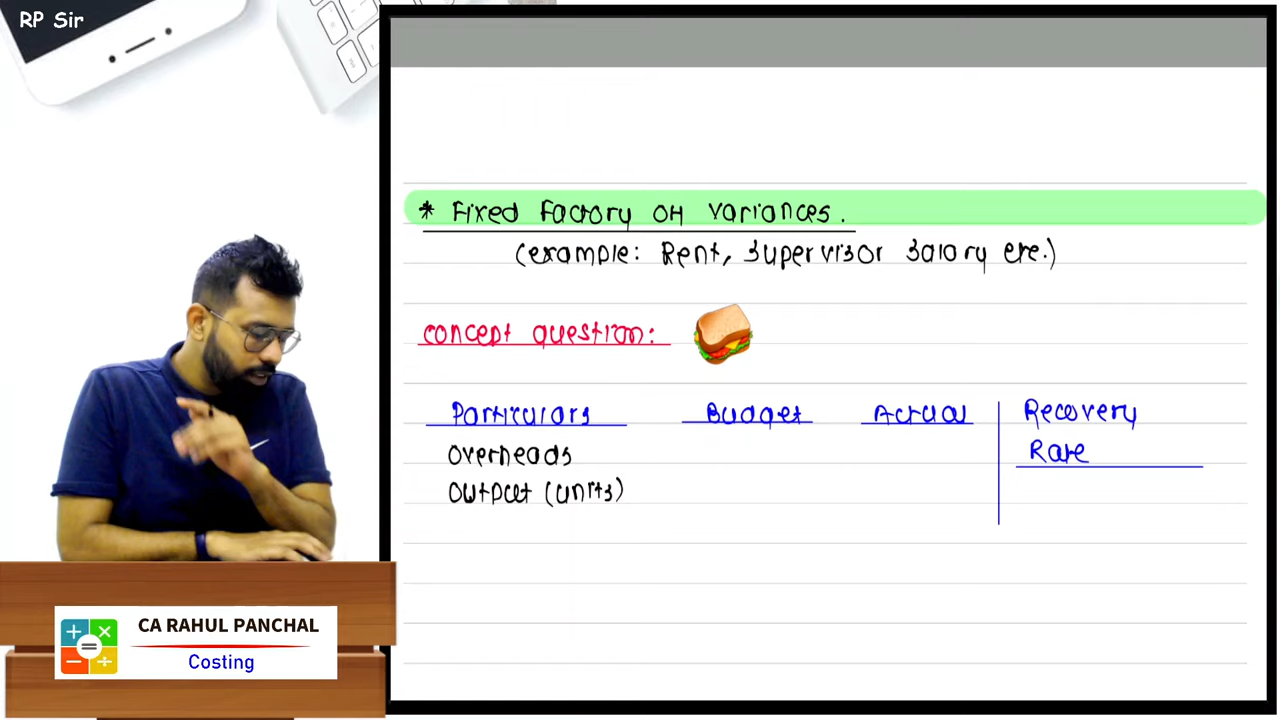 RP Sir
* Fixed Factory OH Variances.
(example: Rent, Supervisor Salary etc.)
Concept question:
Particulars Budget Actual Recovery
Rate
Overheads
Output (units)
CA RAHUL PANCHAL
Costing